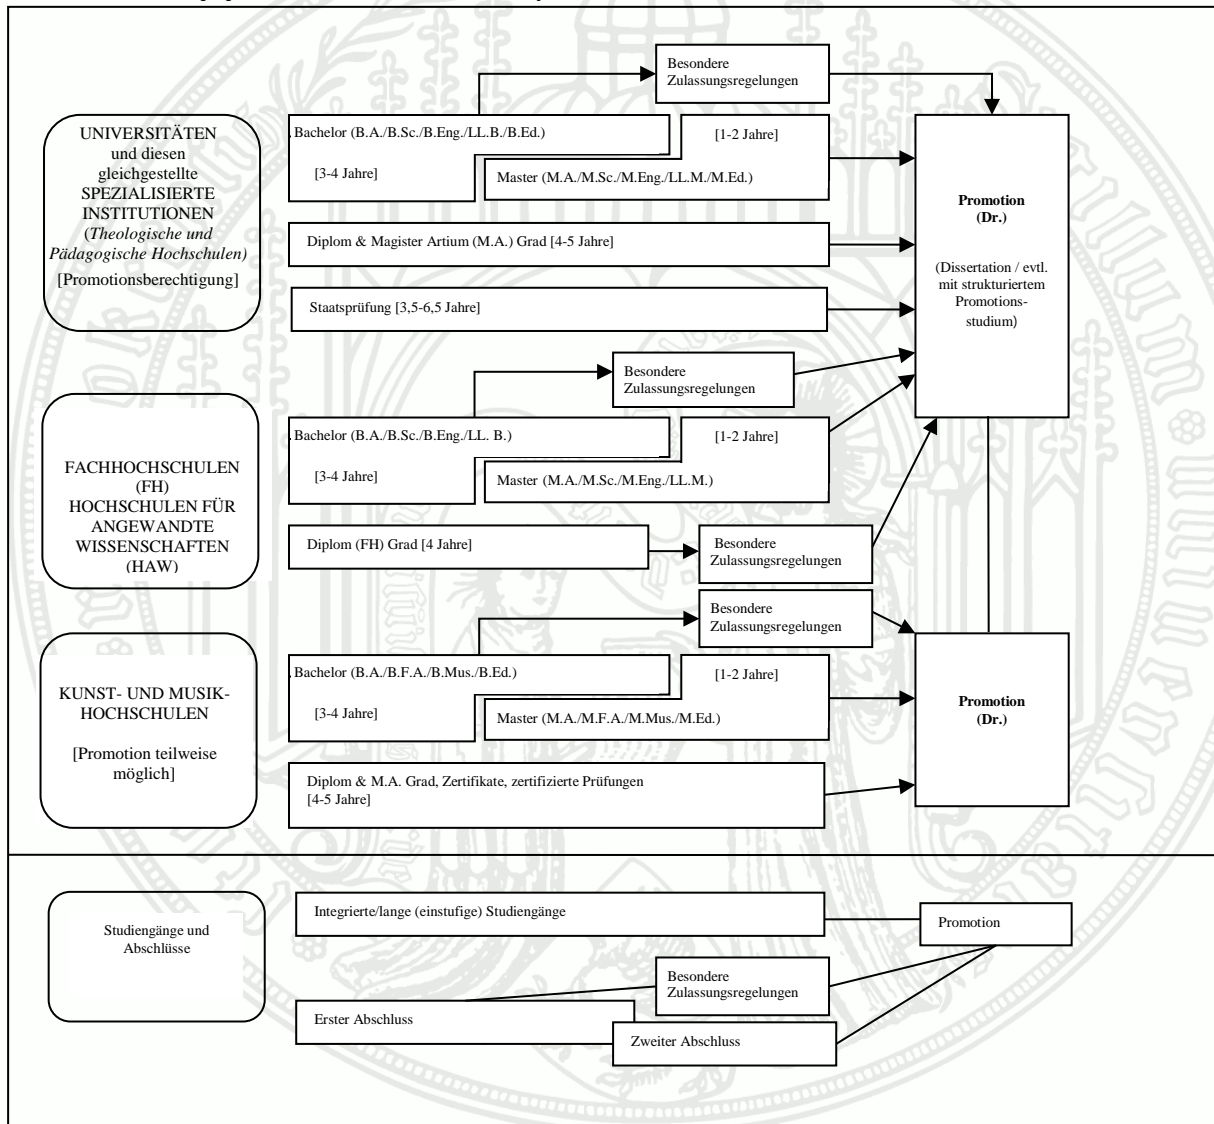 Besondere
Zulassungsregelungen
UNIVERSITÄTEN
und diesen
gleichgestellte
SPEZIALISIERTE
INSTITUTIONEN
(Theologische und
Pädagogische Hochschulen)
[Promotionsberechtigung]
Bachelor (B.A./B.Sc./B.Eng./LL.B./B.Ed.)
[3-4 Jahre]
[1-2 Jahre]
Master (M.A./M.Sc./M.Eng./LL.M./M.Ed.)
Diplom & Magister Artium (M.A.) Grad [4-5 Jahre]
Staatsprüfung [3,5-6,5 Jahre]
Promotion
(Dr.)
(Dissertation / evtl.
mit strukturiertem
Promotions-
studium)
Besondere
Zulassungsregelungen
FACHHOCHSCHULEN
(FH)
HOCHSCHULEN FÜR
ANGEWANDTE
WISSENSCHAFTEN
(HAW)
Bachelor (B.A./B.Sc./B.Eng./LL. B.)
[3-4 Jahre]
[1-2 Jahre]
Master (M.A./M.Sc./M.Eng./LL.M.)
Diplom (FH) Grad [4 Jahre]
Besondere
Zulassungsregelungen
Besondere
Zulassungsregelungen
KUNST- UND MUSIK-
HOCHSCHULEN
[Promotion teilweise
möglich]
Bachelor (B.A./B.F.A./B.Mus./B.Ed.)
[3-4 Jahre]
[1-2 Jahre]
Master (M.A./M.F.A./M.Mus./M.Ed.)
Diplom & M.A. Grad, Zertifikate, zertifizierte Prüfungen
[4-5 Jahre]
Promotion
(Dr.)
Studiengänge und
Abschlüsse
Integrierte/lange (einstufige) Studiengänge
Promotion
Besondere
Zulassungsregelungen
Erster Abschluss
Zweiter Abschluss